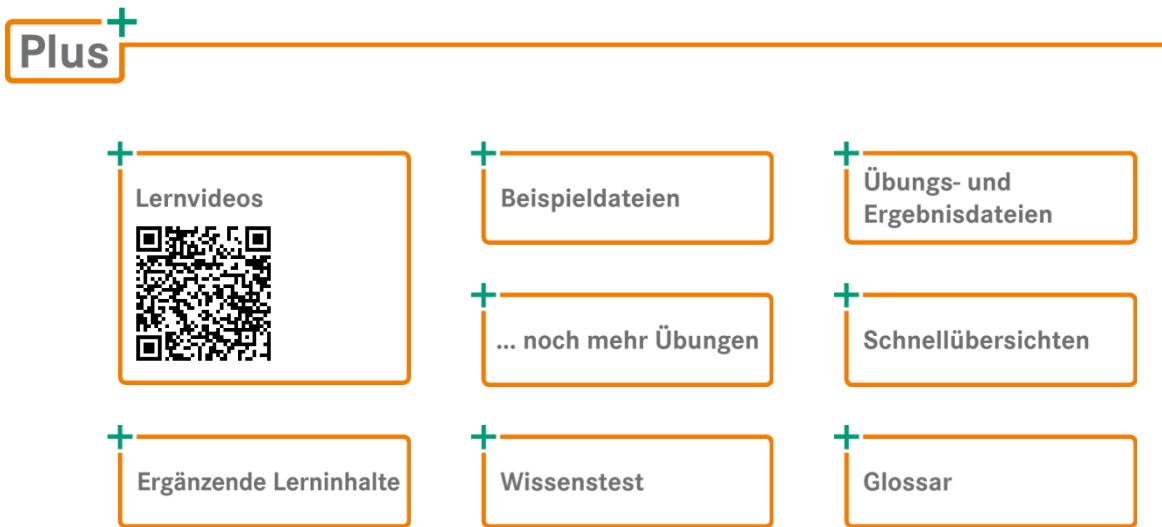 Plus
Lernvideos
Beispieldateien
Übungs- und
Ergebnisdateien
... noch mehr Übungen
Schnellübersichten
Ergänzende Lerninhalte
Wissenstest
Glossar